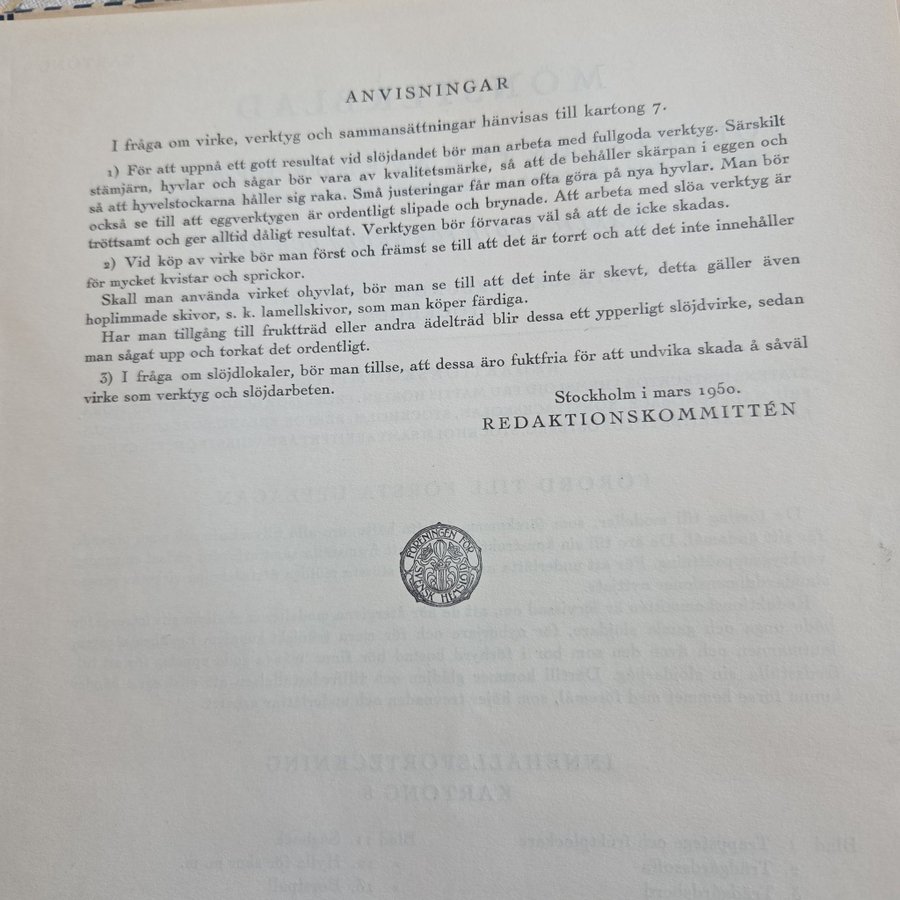 ANVISNINGAR
I fråga om virke, verktyg och sammansättningar hänvisas till kartong 7.
1) För att uppnå ett gott resultat vid slöjdandet bör man arbeta med fullgoda verktyg. Särskilt
stämjärn, hyvlar och sågar bör vara av kvalitetsmärke, så att de behåller skärpan i eggen och
så att hyvelstockarna håller sig raka. Små justeringar får man ofta göra på nya hyvlar. Man bör
också se till att eggverktygen är ordentligt slipade och brynade. Att arbeta med slöa verktyg är
tröttsamt och ger alltid dåligt resultat. Verktygen bör förvaras väl så att de icke skadas.
2) Vid köp av virke bör man först och främst se till att det är torrt och att det inte innehåller
för mycket kvistar och sprickor.
Skall man använda virket ohyvlat, bör man se till att det inte är skevt, detta gäller även
hoplimmade skivor, s. k. lamellskivor, som man köper färdiga.
Har man tillgång till fruktträd eller andra ädelträd blir dessa ett ypperligt slöjdvirke, sedan
man sågat upp och torkat det ordentligt.
3) I fråga om slöjdlokaler, bör man tillse, att dessa äro fuktfria för att undvika skada å såväl
virke som verktyg och slöjdarbeten.
Stockholm i mars 1950.
REDAKTIONSKOMMITTÉN
FÖRENINGEN FÖR
SVENSK HEMSLÖJD